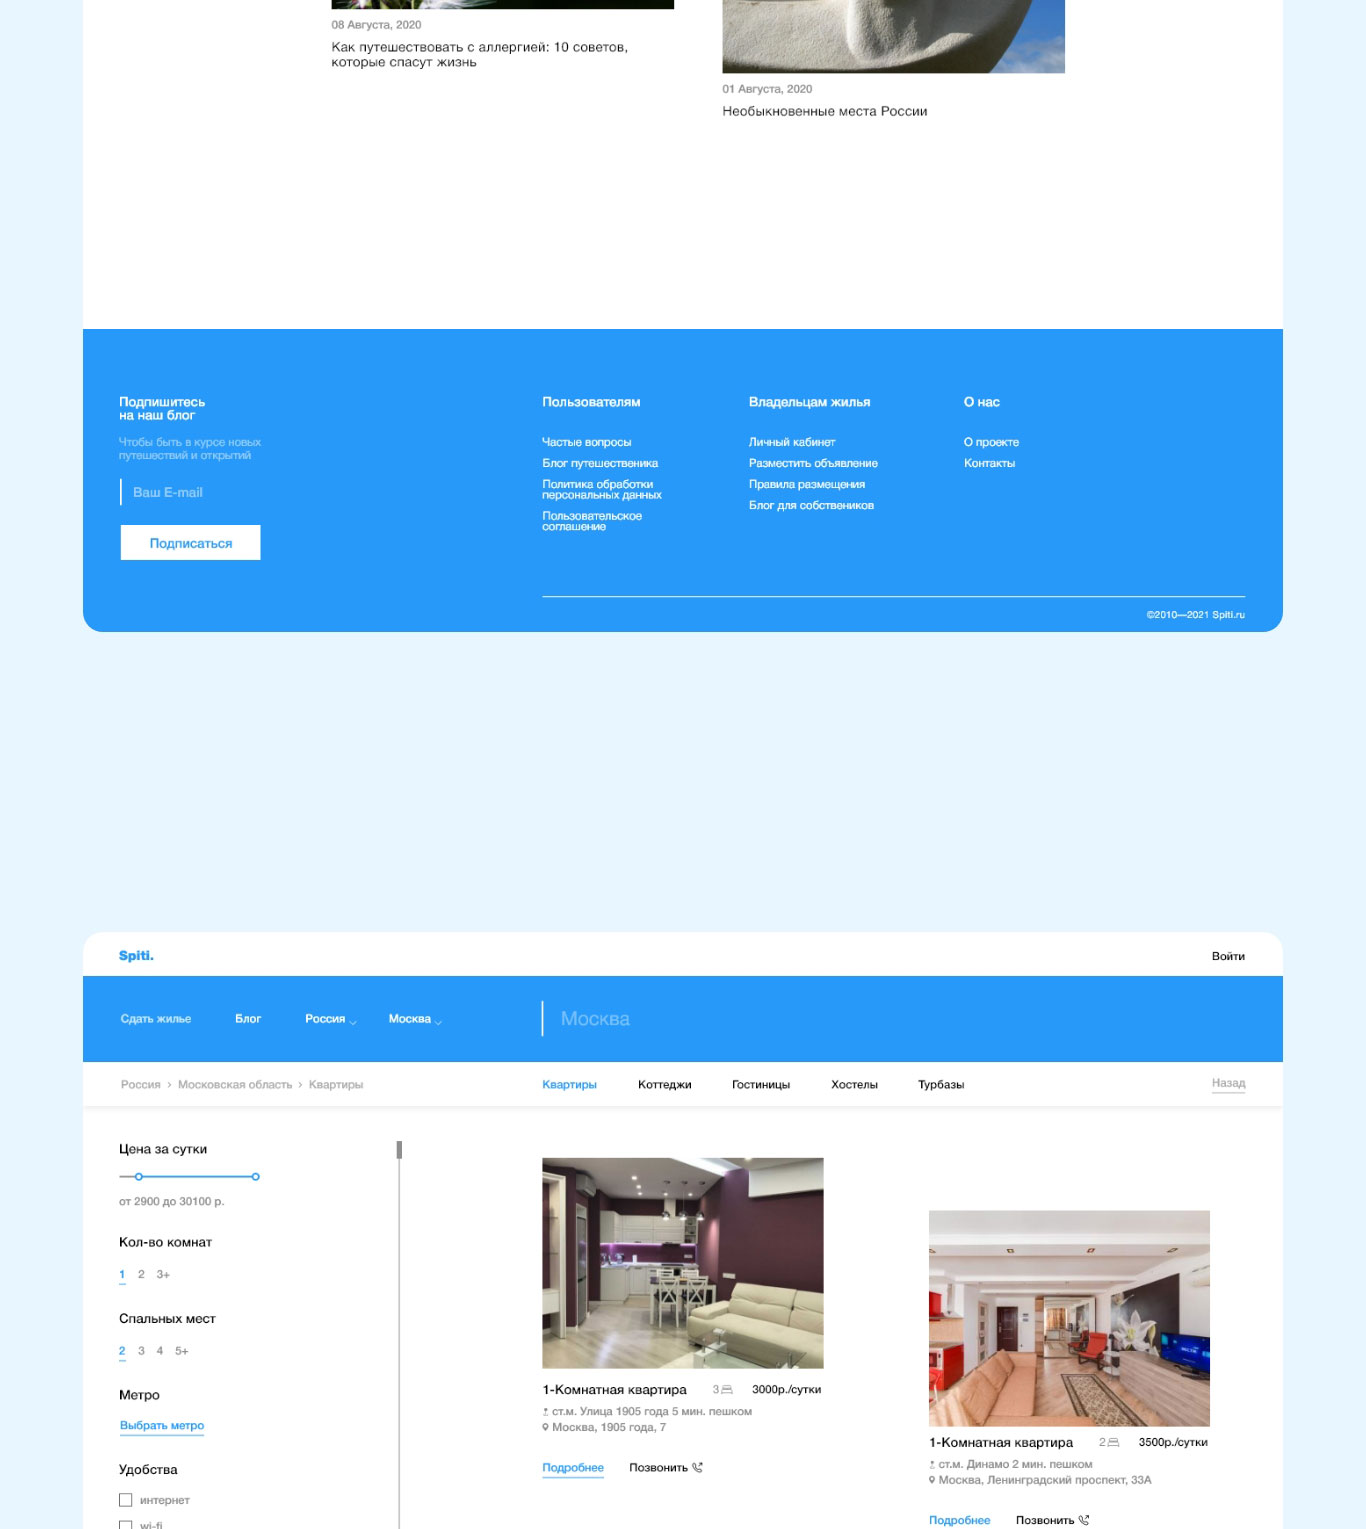 08 Августа, 2020
Как путешествовать с аллергией: 10 советов,
которые спасут жизнь
01 Августа, 2020
Необыкновенные места России
Подпишитесь
на наш блог
Чтобы быть в курсе новых
путешествий и открытий
Ваш E-mail
Подписаться
Пользователям
Частые вопросы
Блог путешественика
Политика обработки
персональных данных
Пользовательское
соглашение
Владельцам жилья
Личный кабинет
Разместить объявление
Правила размещения
Блог для собствеников
О нас
О проекте
Контакты
©2010—2021 Spiti.ru
Spiti.
Войти
Сдать жилье
Блог
Россия
Москва
Москва
Россия > Московская область > Квартиры
Квартиры
Коттеджи
Гостиницы
Хостелы
Турбазы
Назад
Цена за сутки
от 2900 до 30100 р.
Кол-во комнат
1 2 3+
Спальных мест
2 3 4 5+
Метро
Выбрать метро
Удобства
интернет
wi-fi
1-Комнатная квартира 3 3000р./сутки
ст.м. Улица 1905 года 5 мин. пешком
Москва, 1905 года, 7
Подробнее Позвонить
1-Комнатная квартира 2 3500р./сутки
ст.м. Динамо 2 мин. пешком
Москва, Ленинградский проспект, 33А
Подробнее Позвонить